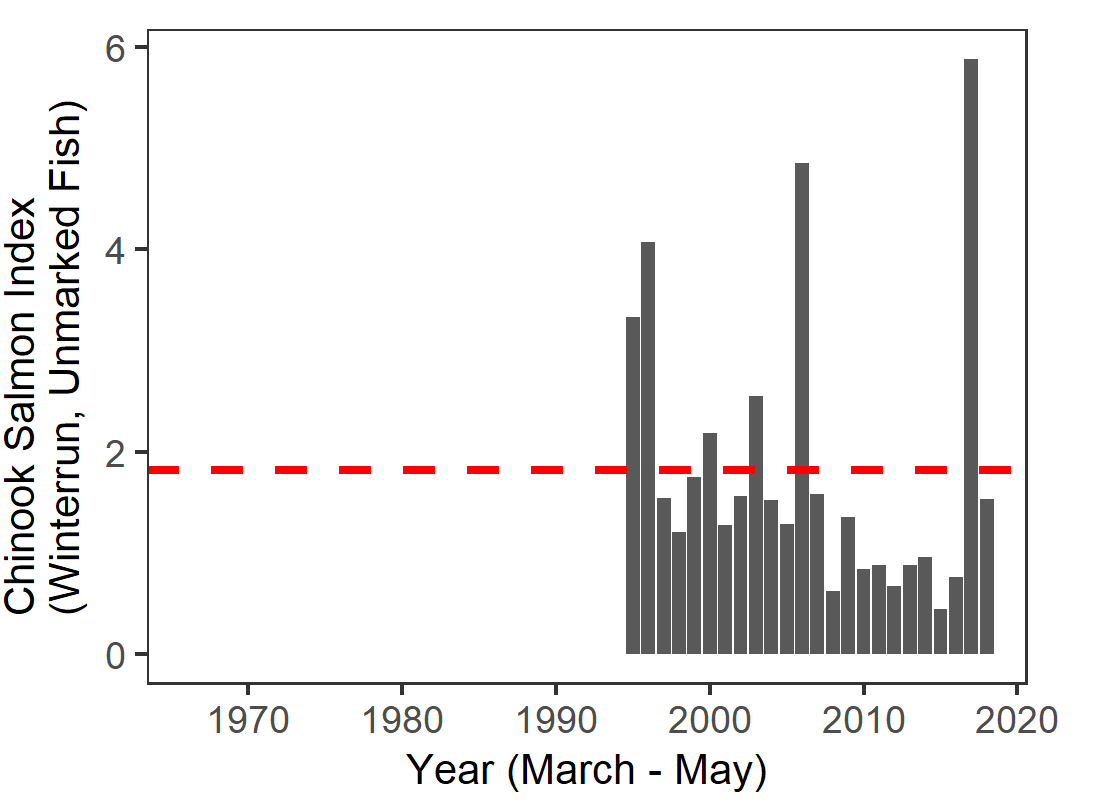 Chinook Salmon Index
(Winterrun, Unmarked Fish)
6
4
2
0
1970 1980 1990 2000 2010 2020
Year (March - May)